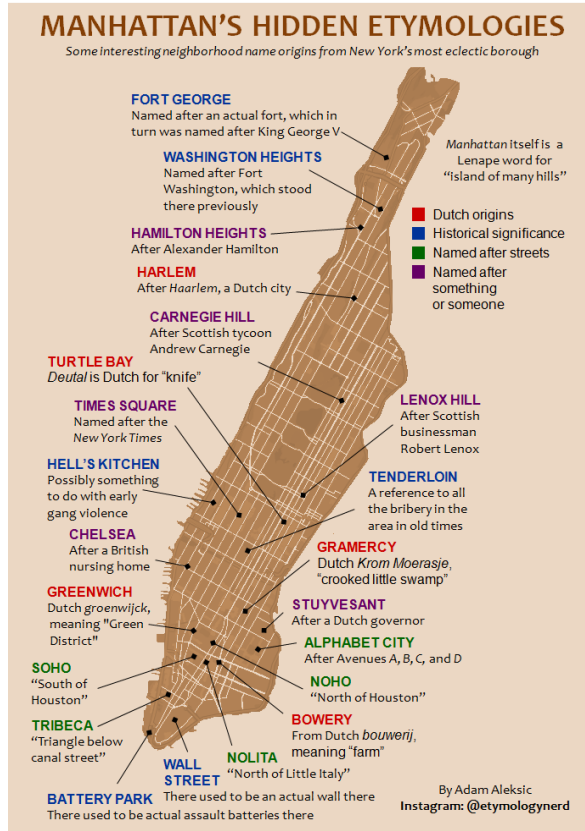 MANHATTAN'S HIDDEN ETYMOLOGIES
Some interesting neighborhood name origins from New York's most eclectic borough
FORT GEORGE
Named after an actual fort, which in
turn was named after King George V
Manhattan itself is a
Lenape word for
"island of many hills"
WASHINGTON HEIGHTS
Named after Fort
Washington, which stood
there previously
Dutch origins
Historical significance
Named after streets
Named after
something
or someone
HAMILTON HEIGHTS
After Alexander Hamilton
HARLEM
After Haarlem, a Dutch city
CARNEGIE HILL
After Scottish tycoon
Andrew Carnegie
TURTLE BAY
Deutal is Dutch for "knife"
TIMES SQUARE
Named after the
New York Times
LENOX HILL
After Scottish
businessman
Robert Lenox
HELL'S KITCHEN
Possibly something
to do with early
gang violence
TENDERLOIN
A reference to all
the bribery in the
area in old times
CHELSEA
After a British
nursing home
GRAMERCY
Dutch Krom Moerasje,
"crooked little swamp"
GREENWICH
Dutch groenwijck,
meaning "Green
District"
STUYVESANT
After a Dutch governor
ALPHABET CITY
After Avenues A, B, C, and D
SOHO
"South of
Houston"
NOHO
"North of Houston"
TRIBECA
"Triangle below
canal street"
BOWERY
From Dutch bouwerij,
meaning "farm"
NOLITA
"North of Little Italy"
WALL
STREET
There used to be an actual wall there
BATTERY PARK
There used to be actual assault batteries there
By Adam Aleksic
Instagram: @etymologynerd